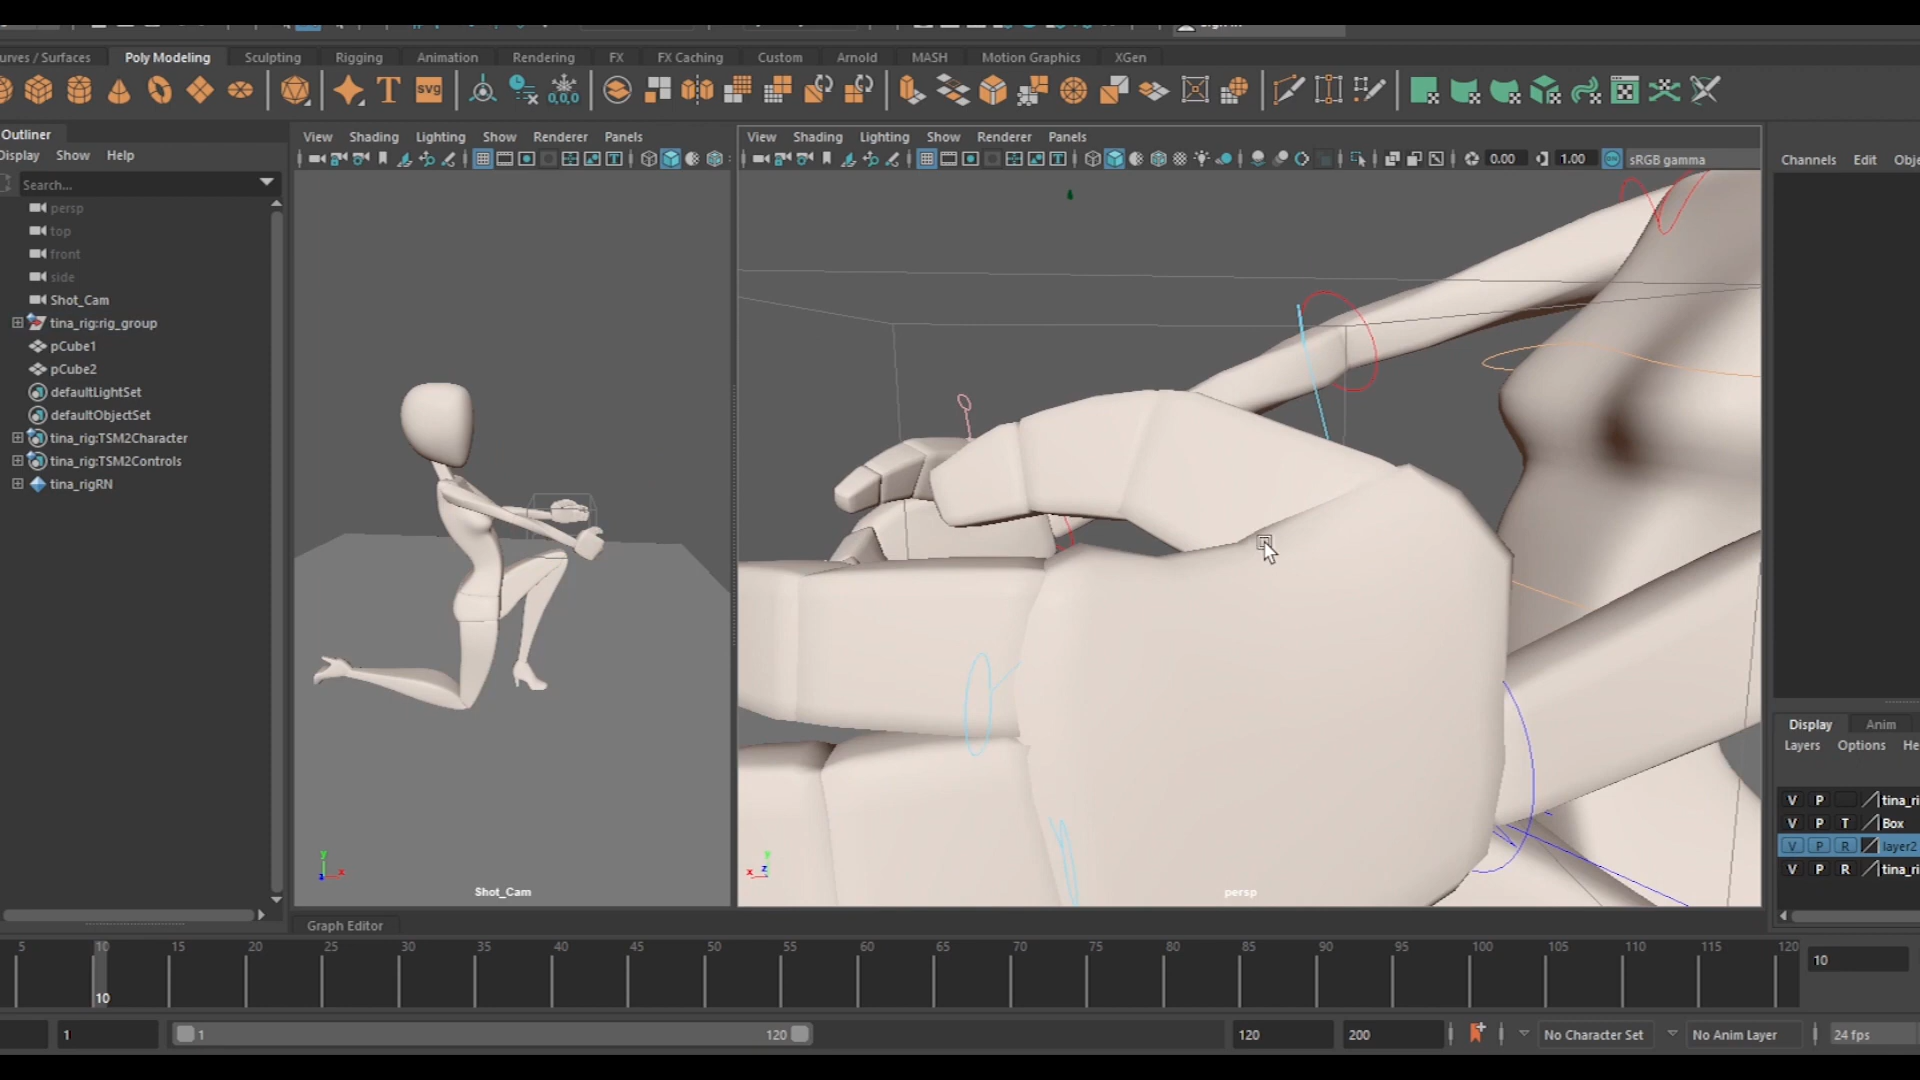 urves / Surfaces Poly Modeling Sculpting Rigging Animation Rendering FX FX Caching Custom Arnold MASH Motion Graphics XGen
T SVG 0,0,0
Outliner
Display Show Help
Search...
persp
top
front
side
Shot_Cam
tina_rig:rig_group
pCube1
pCube2
defaultLightSet
defaultObjectSet
tina_rig:TSM2Character
tina_rig:TSM2Controls
tina_rigRN
View Shading Lighting Show Renderer Panels
y
x
Shot_Cam
View Shading Lighting Show Renderer Panels
0.00 1.00 sRGB gamma
y
x z
persp
Channels Edit Obje
Display Anim
Layers Options He
V P tina_ri
V P T Box
V P R layer2
V P R tina_ri
Graph Editor
5 10 15 20 25 30 35 40 45 50 55 60 65 70 75 80 85 90 95 100 105 110 115 120
10
10
1 1 120 120 200 No Character Set No Anim Layer 24 fps